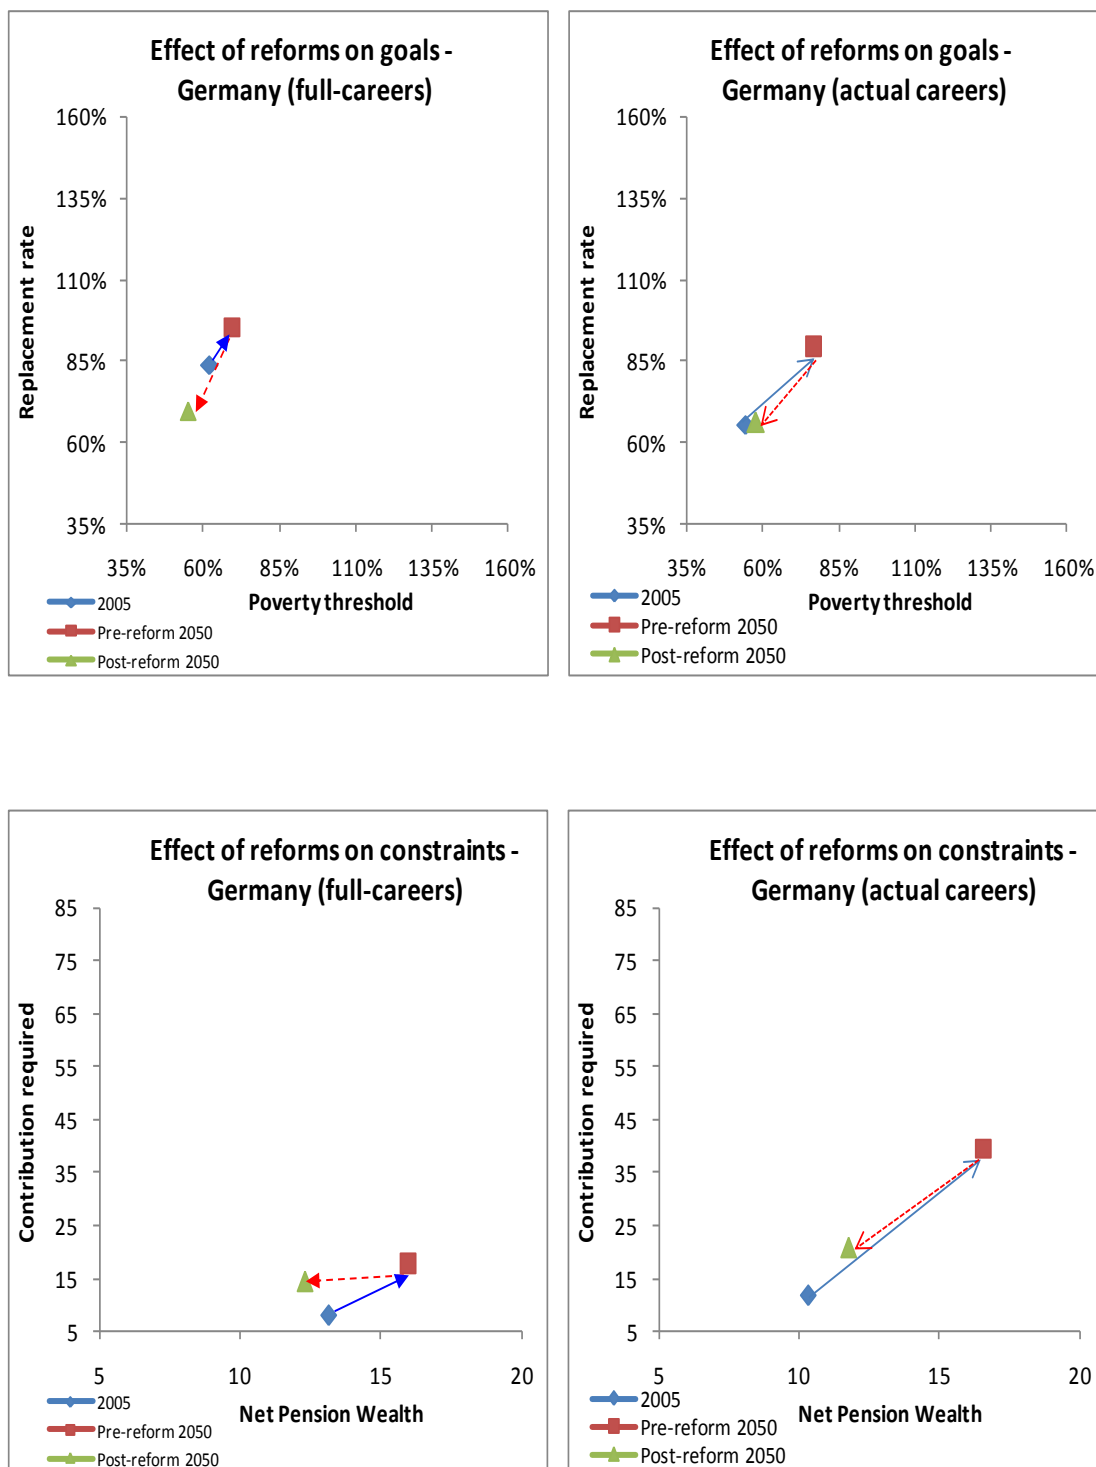 Effect of reforms on goals -
Germany (full-careers)
160%
135%
110%
85%
60%
35%
Replacement rate
35% 60% 85% 110% 135% 160%
Poverty threshold
2005
Pre-reform 2050
Post-reform 2050
Effect of reforms on goals -
Germany (actual careers)
160%
135%
110%
85%
60%
35%
Replacement rate
35% 60% 85% 110% 135% 160%
Poverty threshold
2005
Pre-reform 2050
Post-reform 2050
Effect of reforms on constraints -
Germany (full-careers)
85
75
65
55
45
35
25
15
5
Contribution required
5 10 15 20
Net Pension Wealth
2005
Pre-reform 2050
Post-reform 2050
Effect of reforms on constraints -
Germany (actual careers)
85
75
65
55
45
35
25
15
5
Contribution required
5 10 15 20
Net Pension Wealth
2005
Pre-reform 2050
Post-reform 2050